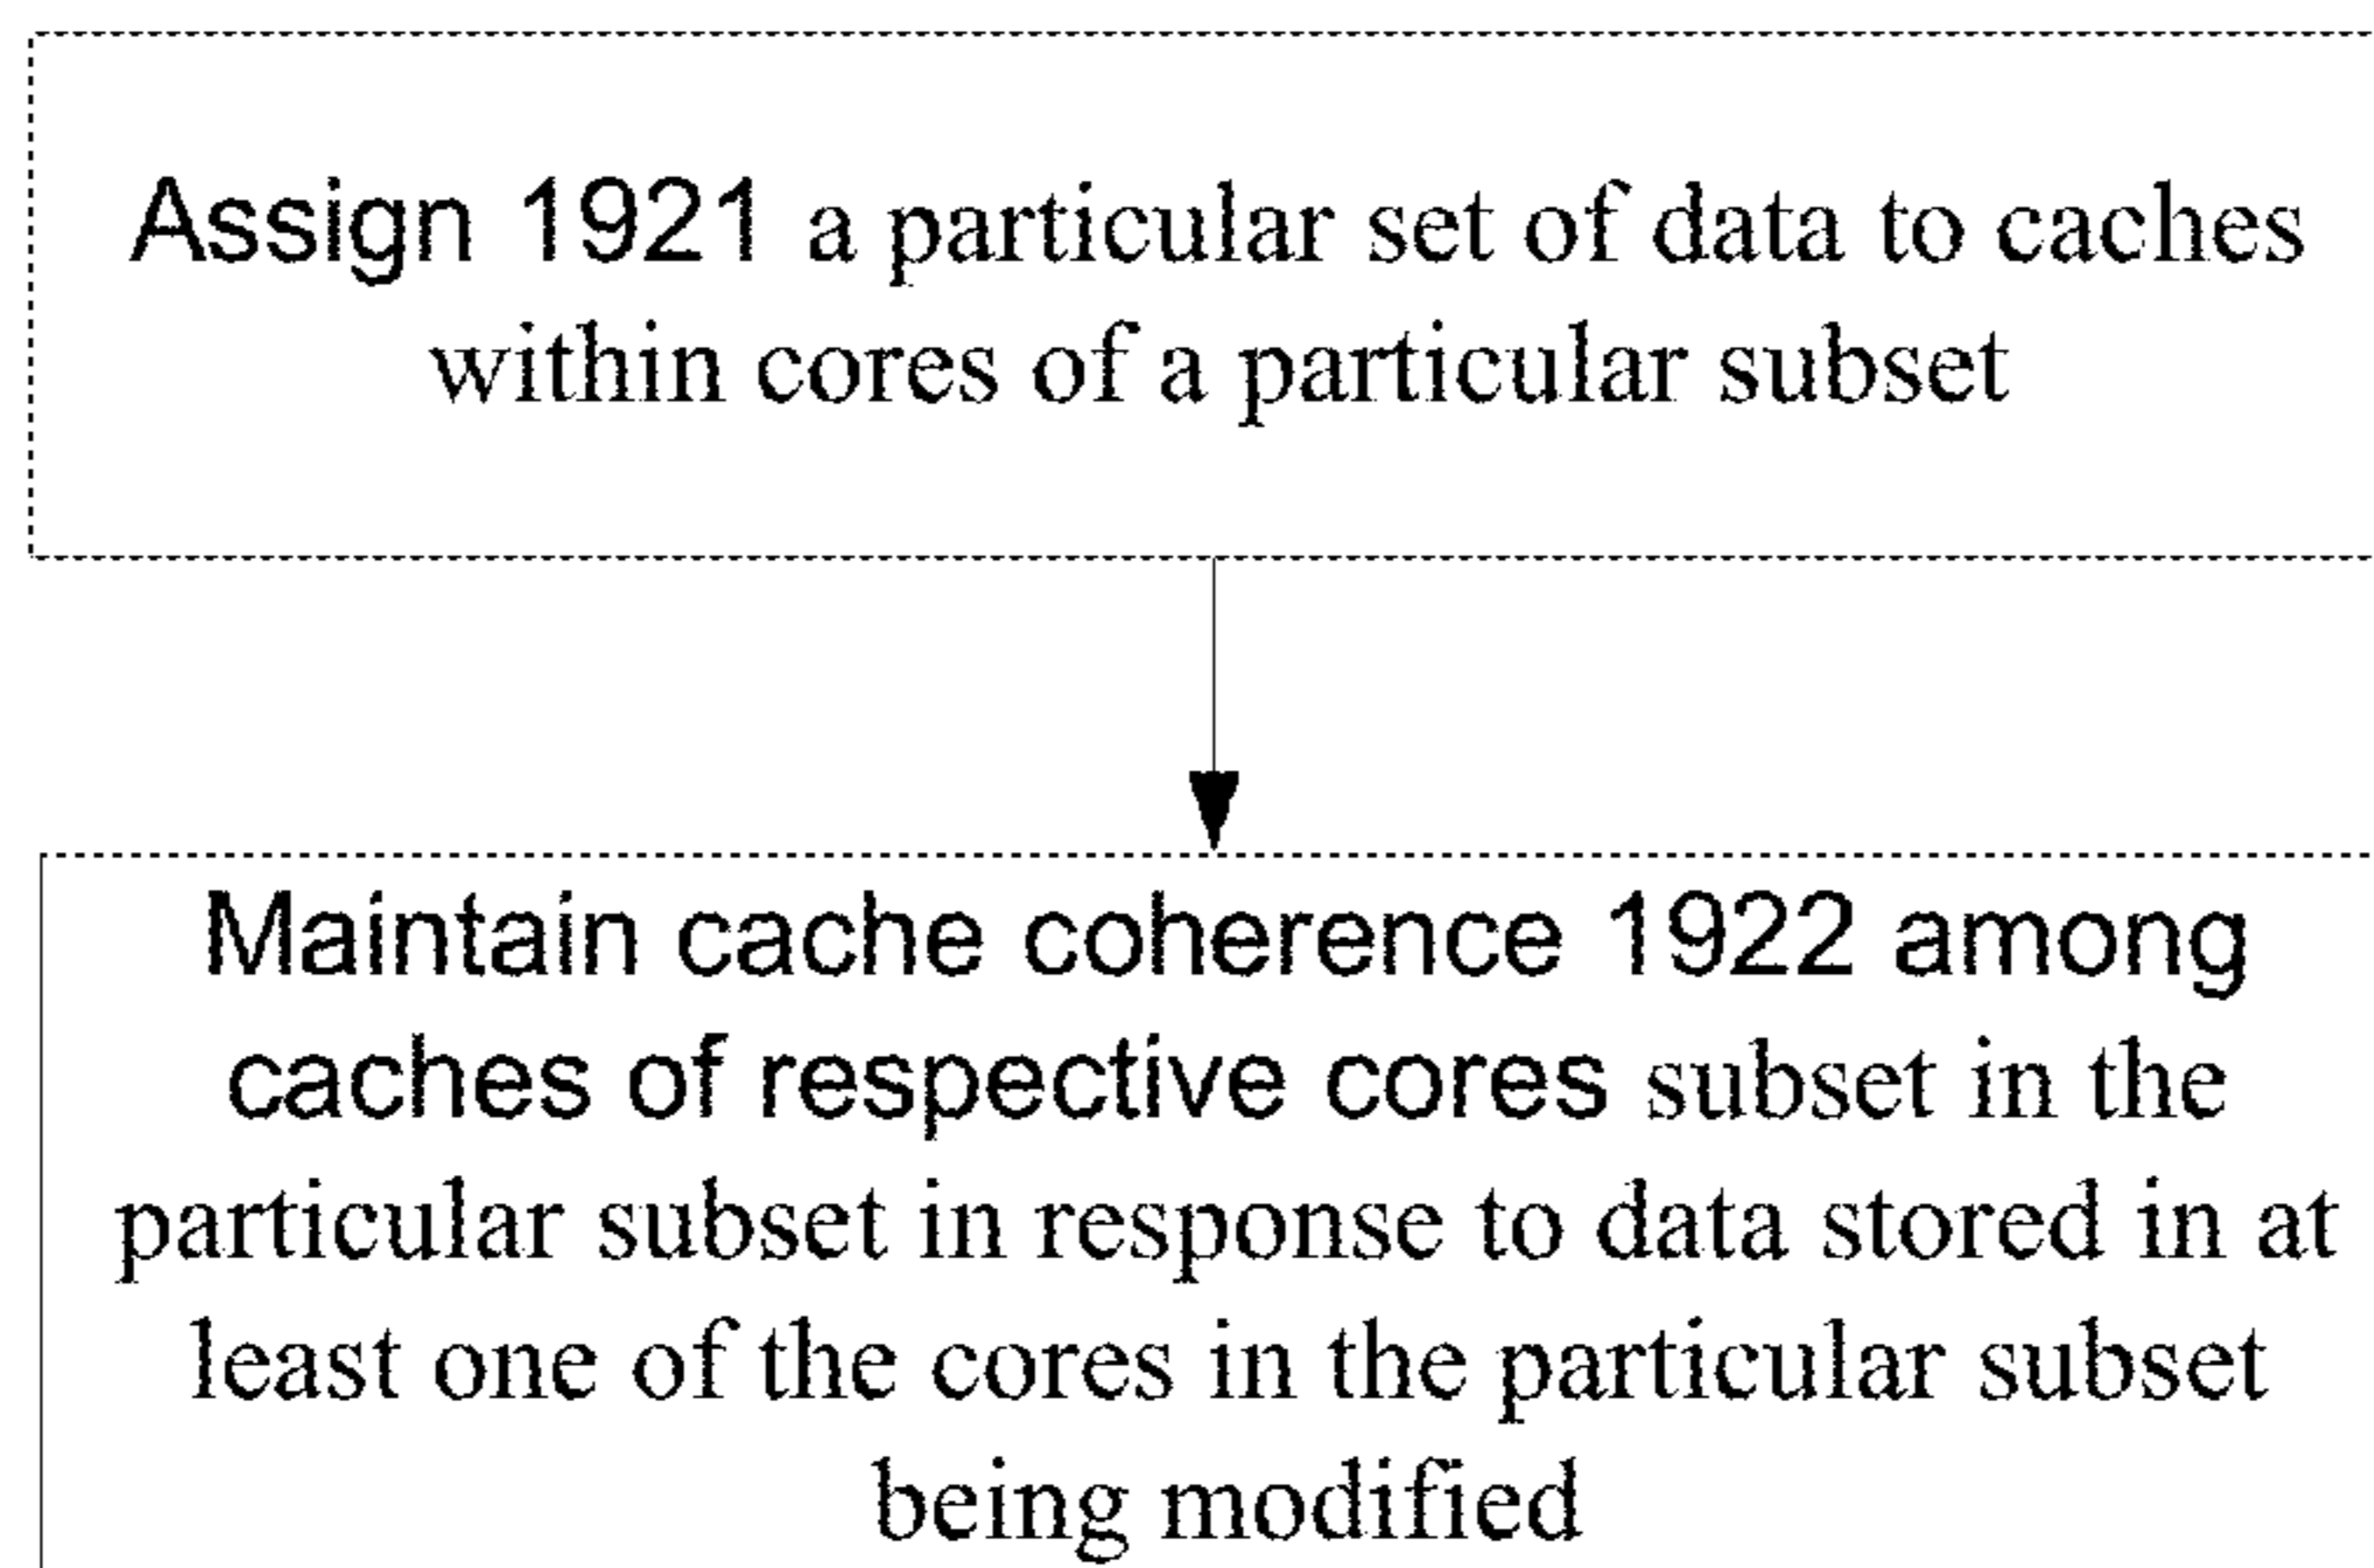 Assign 1921 a particular set of data to caches
within cores of a particular subset
Maintain cache coherence 1922 among
caches of respective cores subset in the
particular subset in response to data stored in at
least one of the cores in the particular subset
being modified